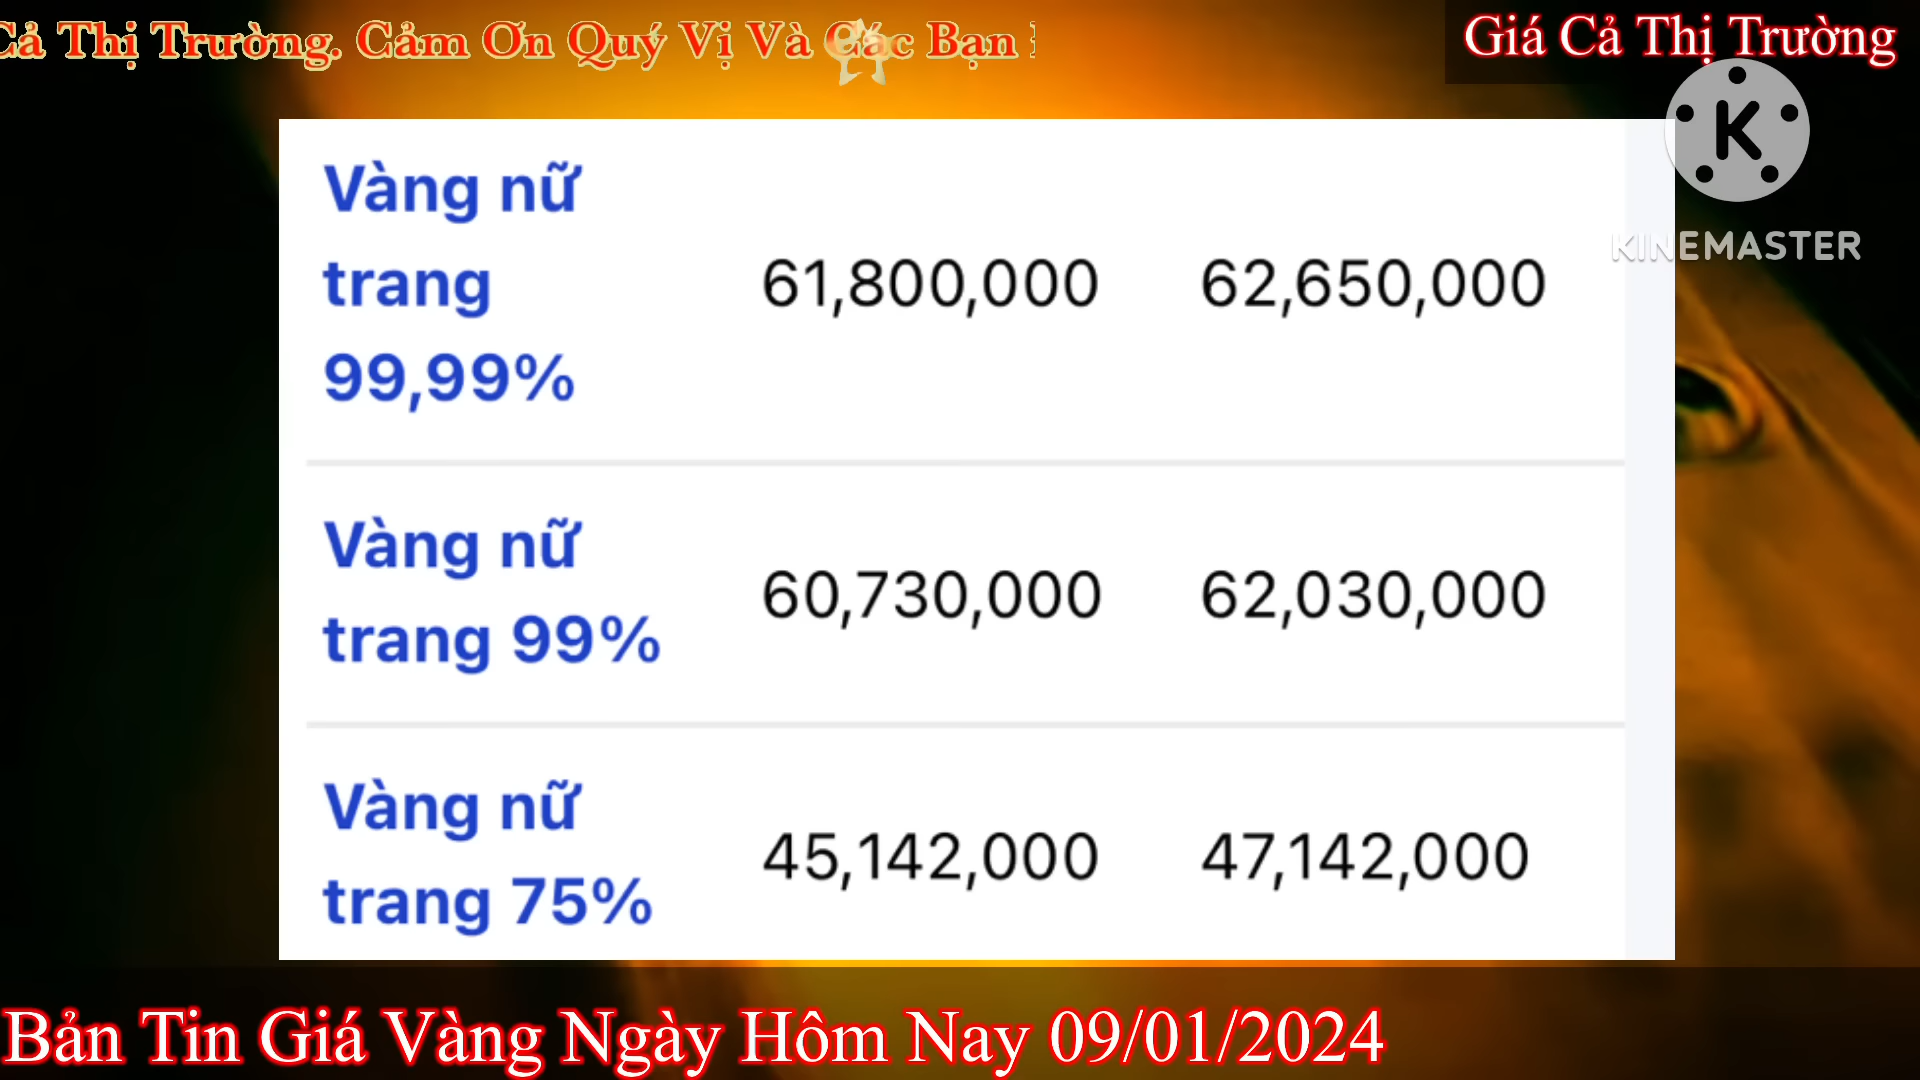 Cả Thị Trường. Cảm Ơn Quý Vị Và Các Bạn
Giá Cả Thị Trường
K
KINEMASTER
Vàng nữ
trang
99,99%
61,800,000
62,650,000
Vàng nữ
trang 99%
60,730,000
62,030,000
Vàng nữ
trang 75%
45,142,000
47,142,000
Bản Tin Giá Vàng Ngày Hôm Nay 09/01/2024